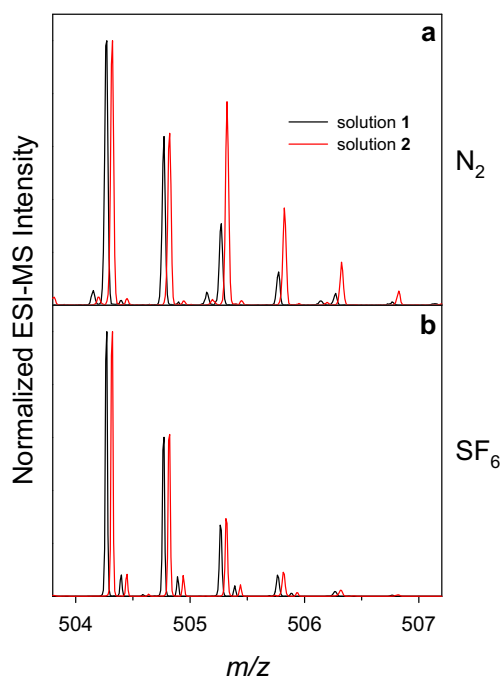 a
solution 1
solution 2
N2
Normalized ESI-MS Intensity
b
SF6
504
505
506
507
m/z